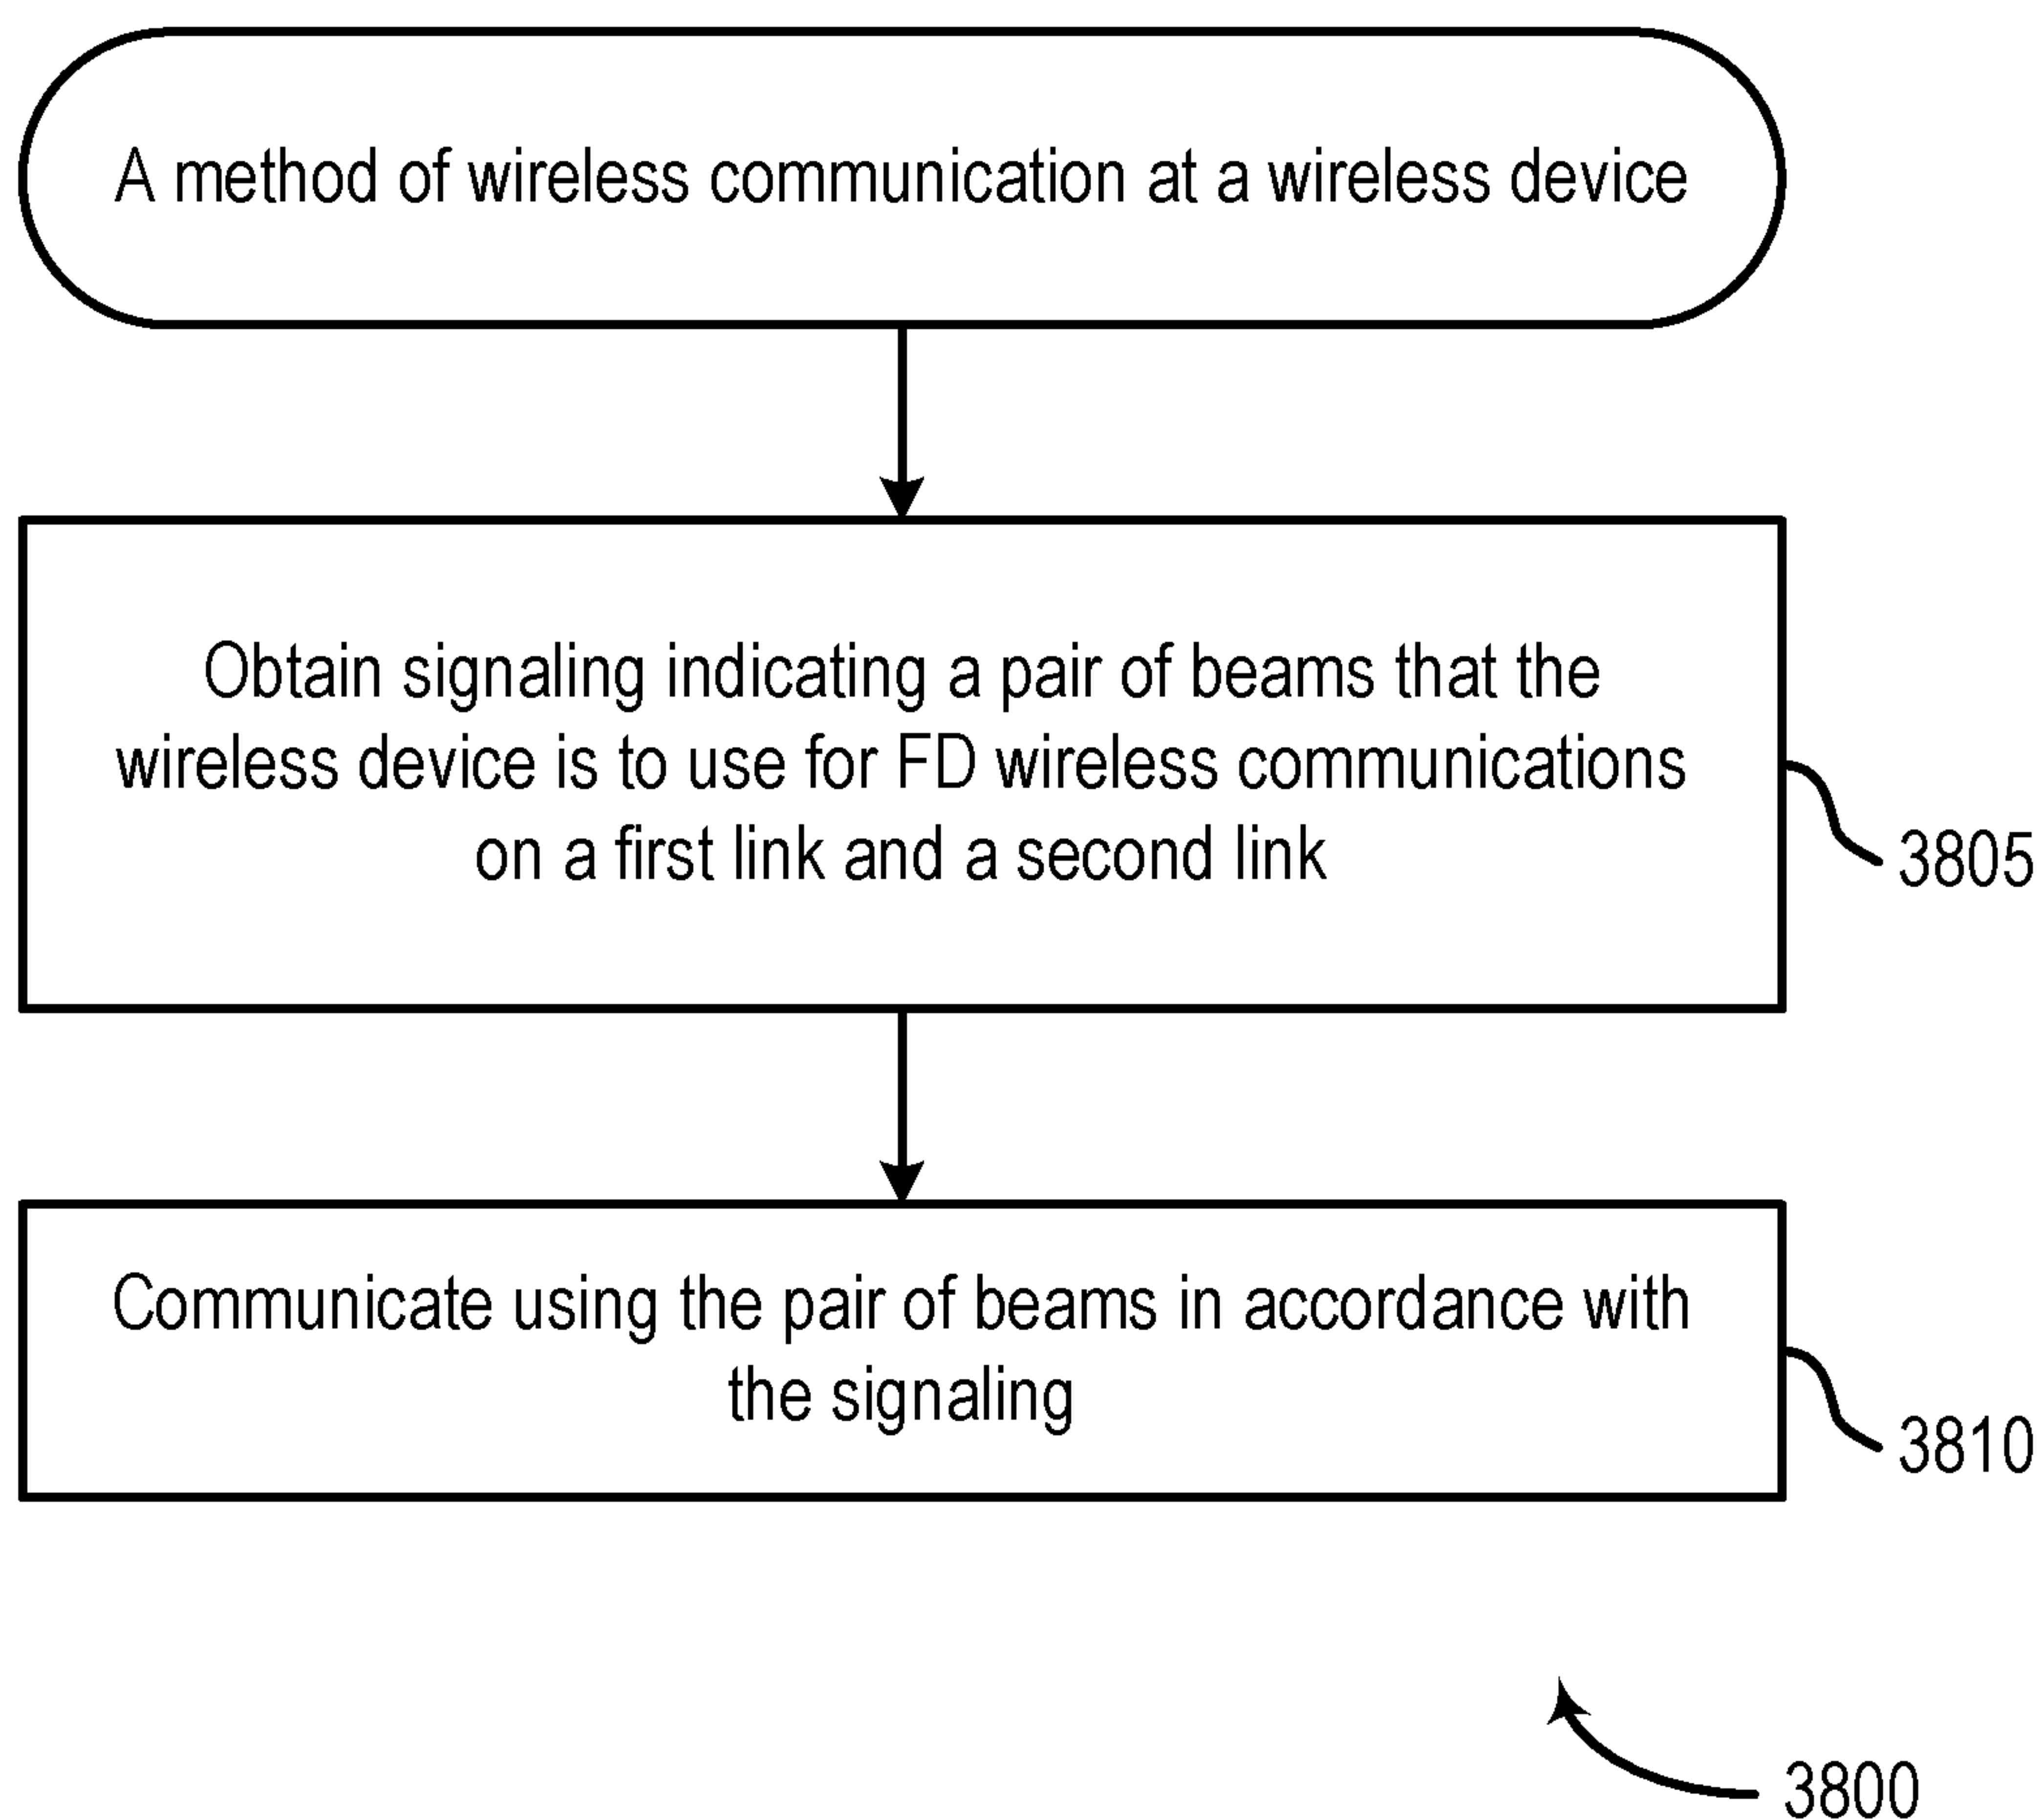 A method of wireless communication at a wireless device
Obtain signaling indicating a pair of beams that the
wireless device is to use for FD wireless communications
on a first link and a second link
3805
Communicate using the pair of beams in accordance with
the signaling
3810
3800